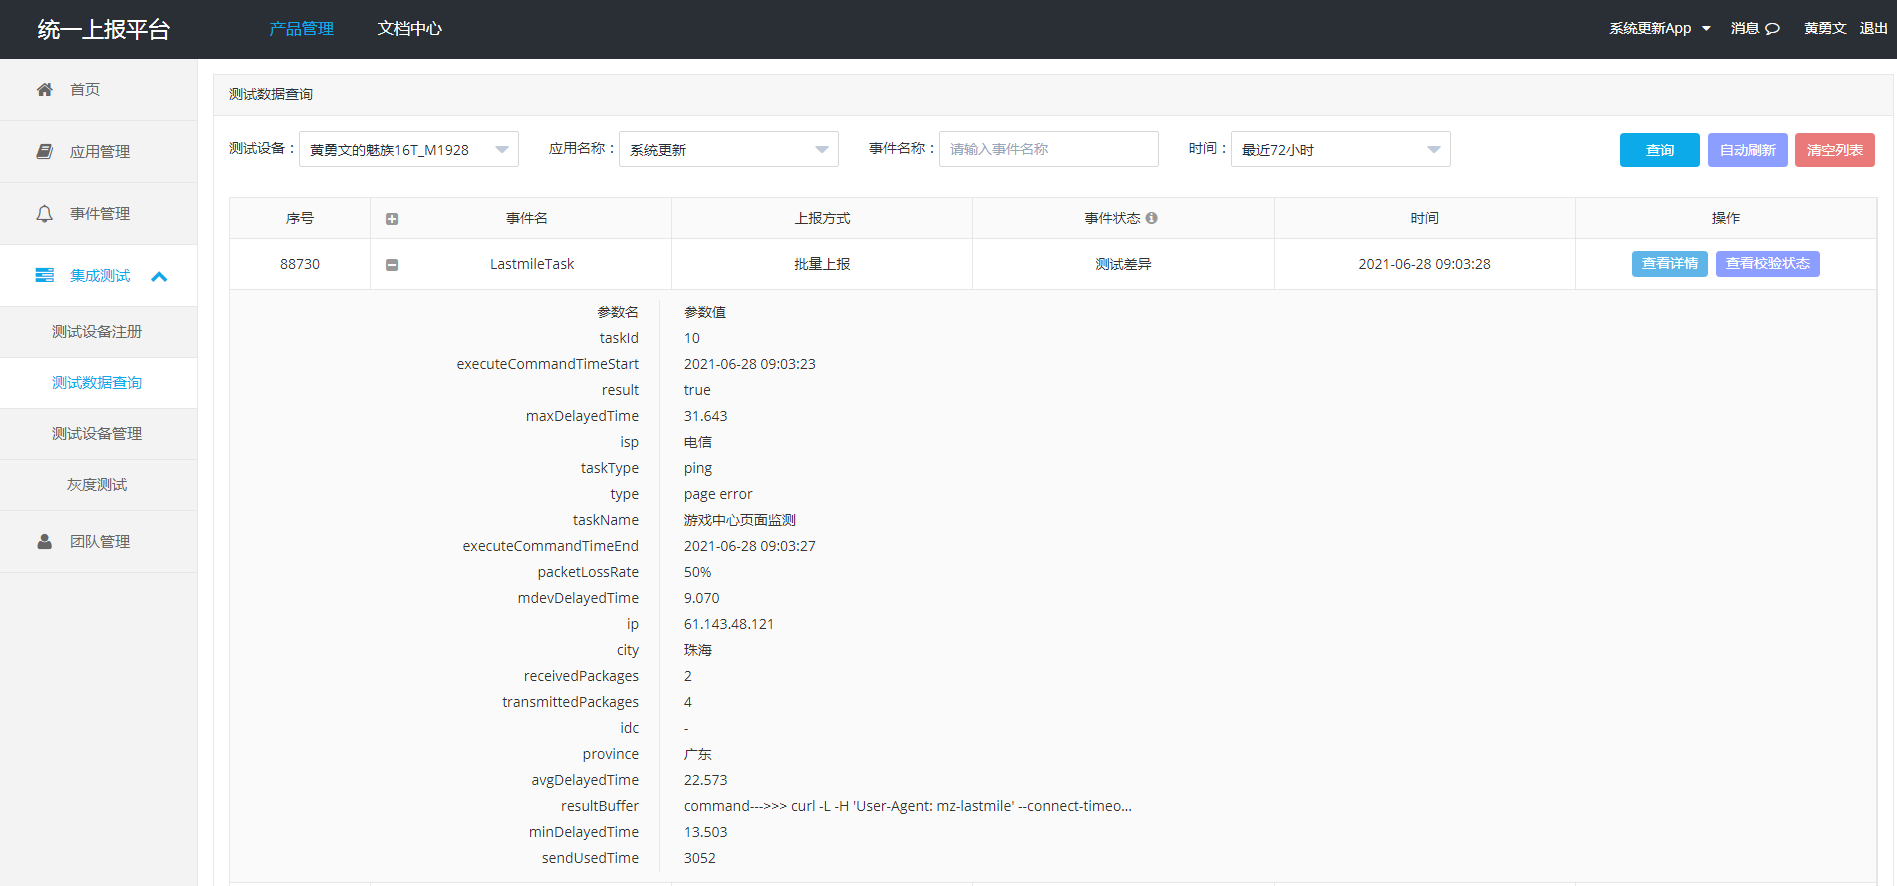 统一上报平台 产品管理 文档中心 系统更新App 消息 黄勇文 退出
首页
应用管理
事件管理
集成测试
测试设备注册
测试数据查询
测试设备管理
灰度测试
团队管理
测试数据查询
测试设备： 黄勇文的魅族16T_M1928 应用名称： 系统更新 事件名称： 请输入事件名称 时间： 最近72小时 查询 自动刷新 清空列表
序号 事件名 上报方式 事件状态 时间 操作
88730 LastmileTask 批量上报 测试差异 2021-06-28 09:03:28 查看详情 查看校验状态
参数名 参数值
taskId 10
executeCommandTimeStart 2021-06-28 09:03:23
result true
maxDelayedTime 31.643
isp 电信
taskType ping
type page error
taskName 游戏中心页面监测
executeCommandTimeEnd 2021-06-28 09:03:27
packetLossRate 50%
mdevDelayedTime 9.070
ip 61.143.48.121
city 珠海
receivedPackages 2
transmittedPackages 4
idc -
province 广东
avgDelayedTime 22.573
resultBuffer command--->>> curl -L -H 'User-Agent: mz-lastmile' --connect-timeo...
minDelayedTime 13.503
sendUsedTime 3052